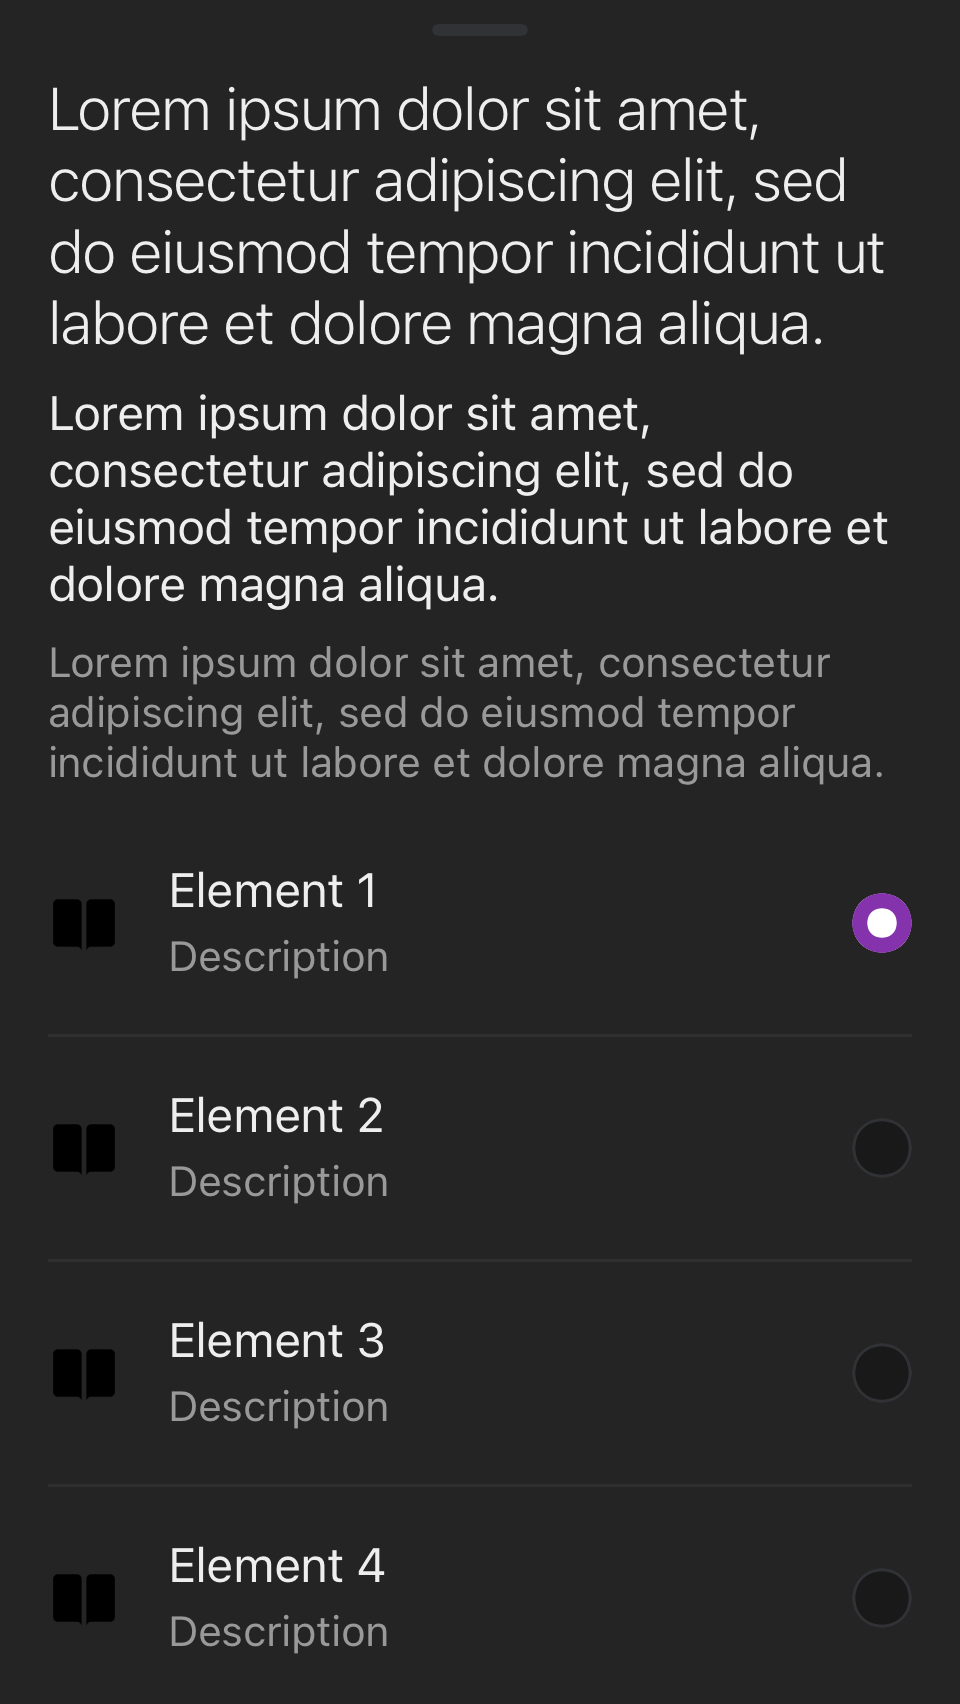 Lorem ipsum dolor sit amet,
consectetur adipiscing elit, sed
do eiusmod tempor incididunt ut
labore et dolore magna aliqua.
Lorem ipsum dolor sit amet,
consectetur adipiscing elit, sed do
eiusmod tempor incididunt ut labore et
dolore magna aliqua.
Lorem ipsum dolor sit amet, consectetur
adipiscing elit, sed do eiusmod tempor
incididunt ut labore et dolore magna aliqua.
Element 1
Description
Element 2
Description
Element 3
Description
Element 4
Description